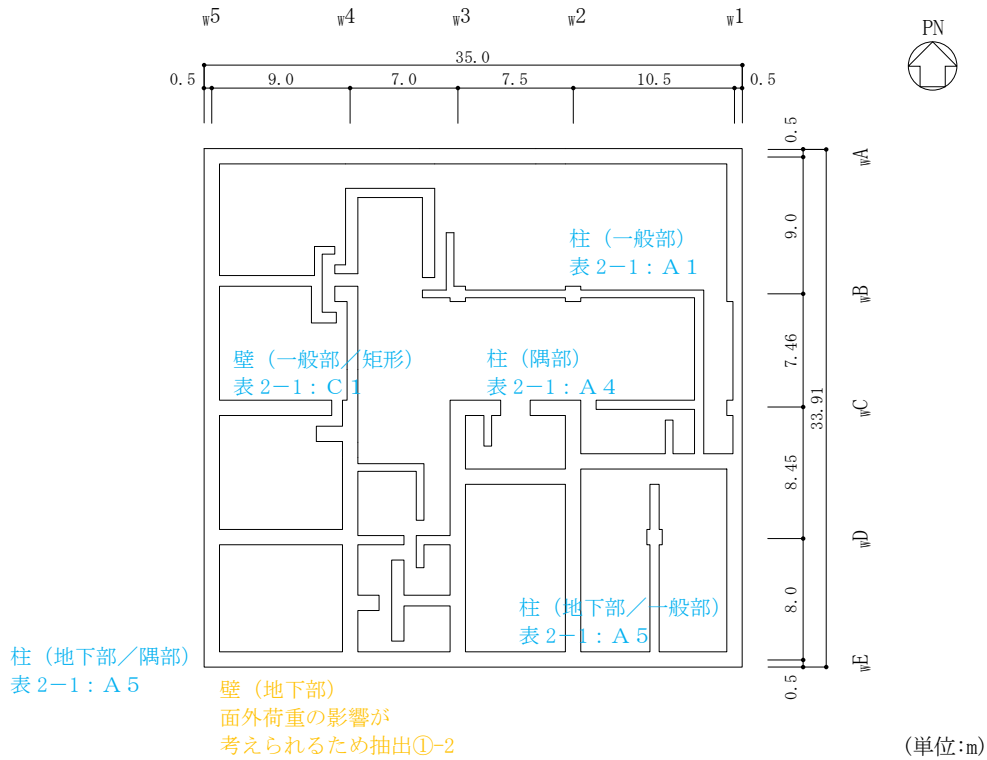 W5 W4 W3 W2 W1
PN
35.0
0.5 9.0 7.0 7.5 10.5 0.5
0.5
WA
9.0
柱（一般部）
表2－1：A1
WB
壁（一般部／矩形）
表2－1：C1
柱（隅部）
表2－1：A4
7.46
33.91
WC
8.45
WD
柱（地下部／一般部）
表2－1：A5
8.0
柱（地下部／隅部）
表2－1：A5
WE
0.5
壁（地下部）
面外荷重の影響が
考えられるため抽出①-2
(単位:m)